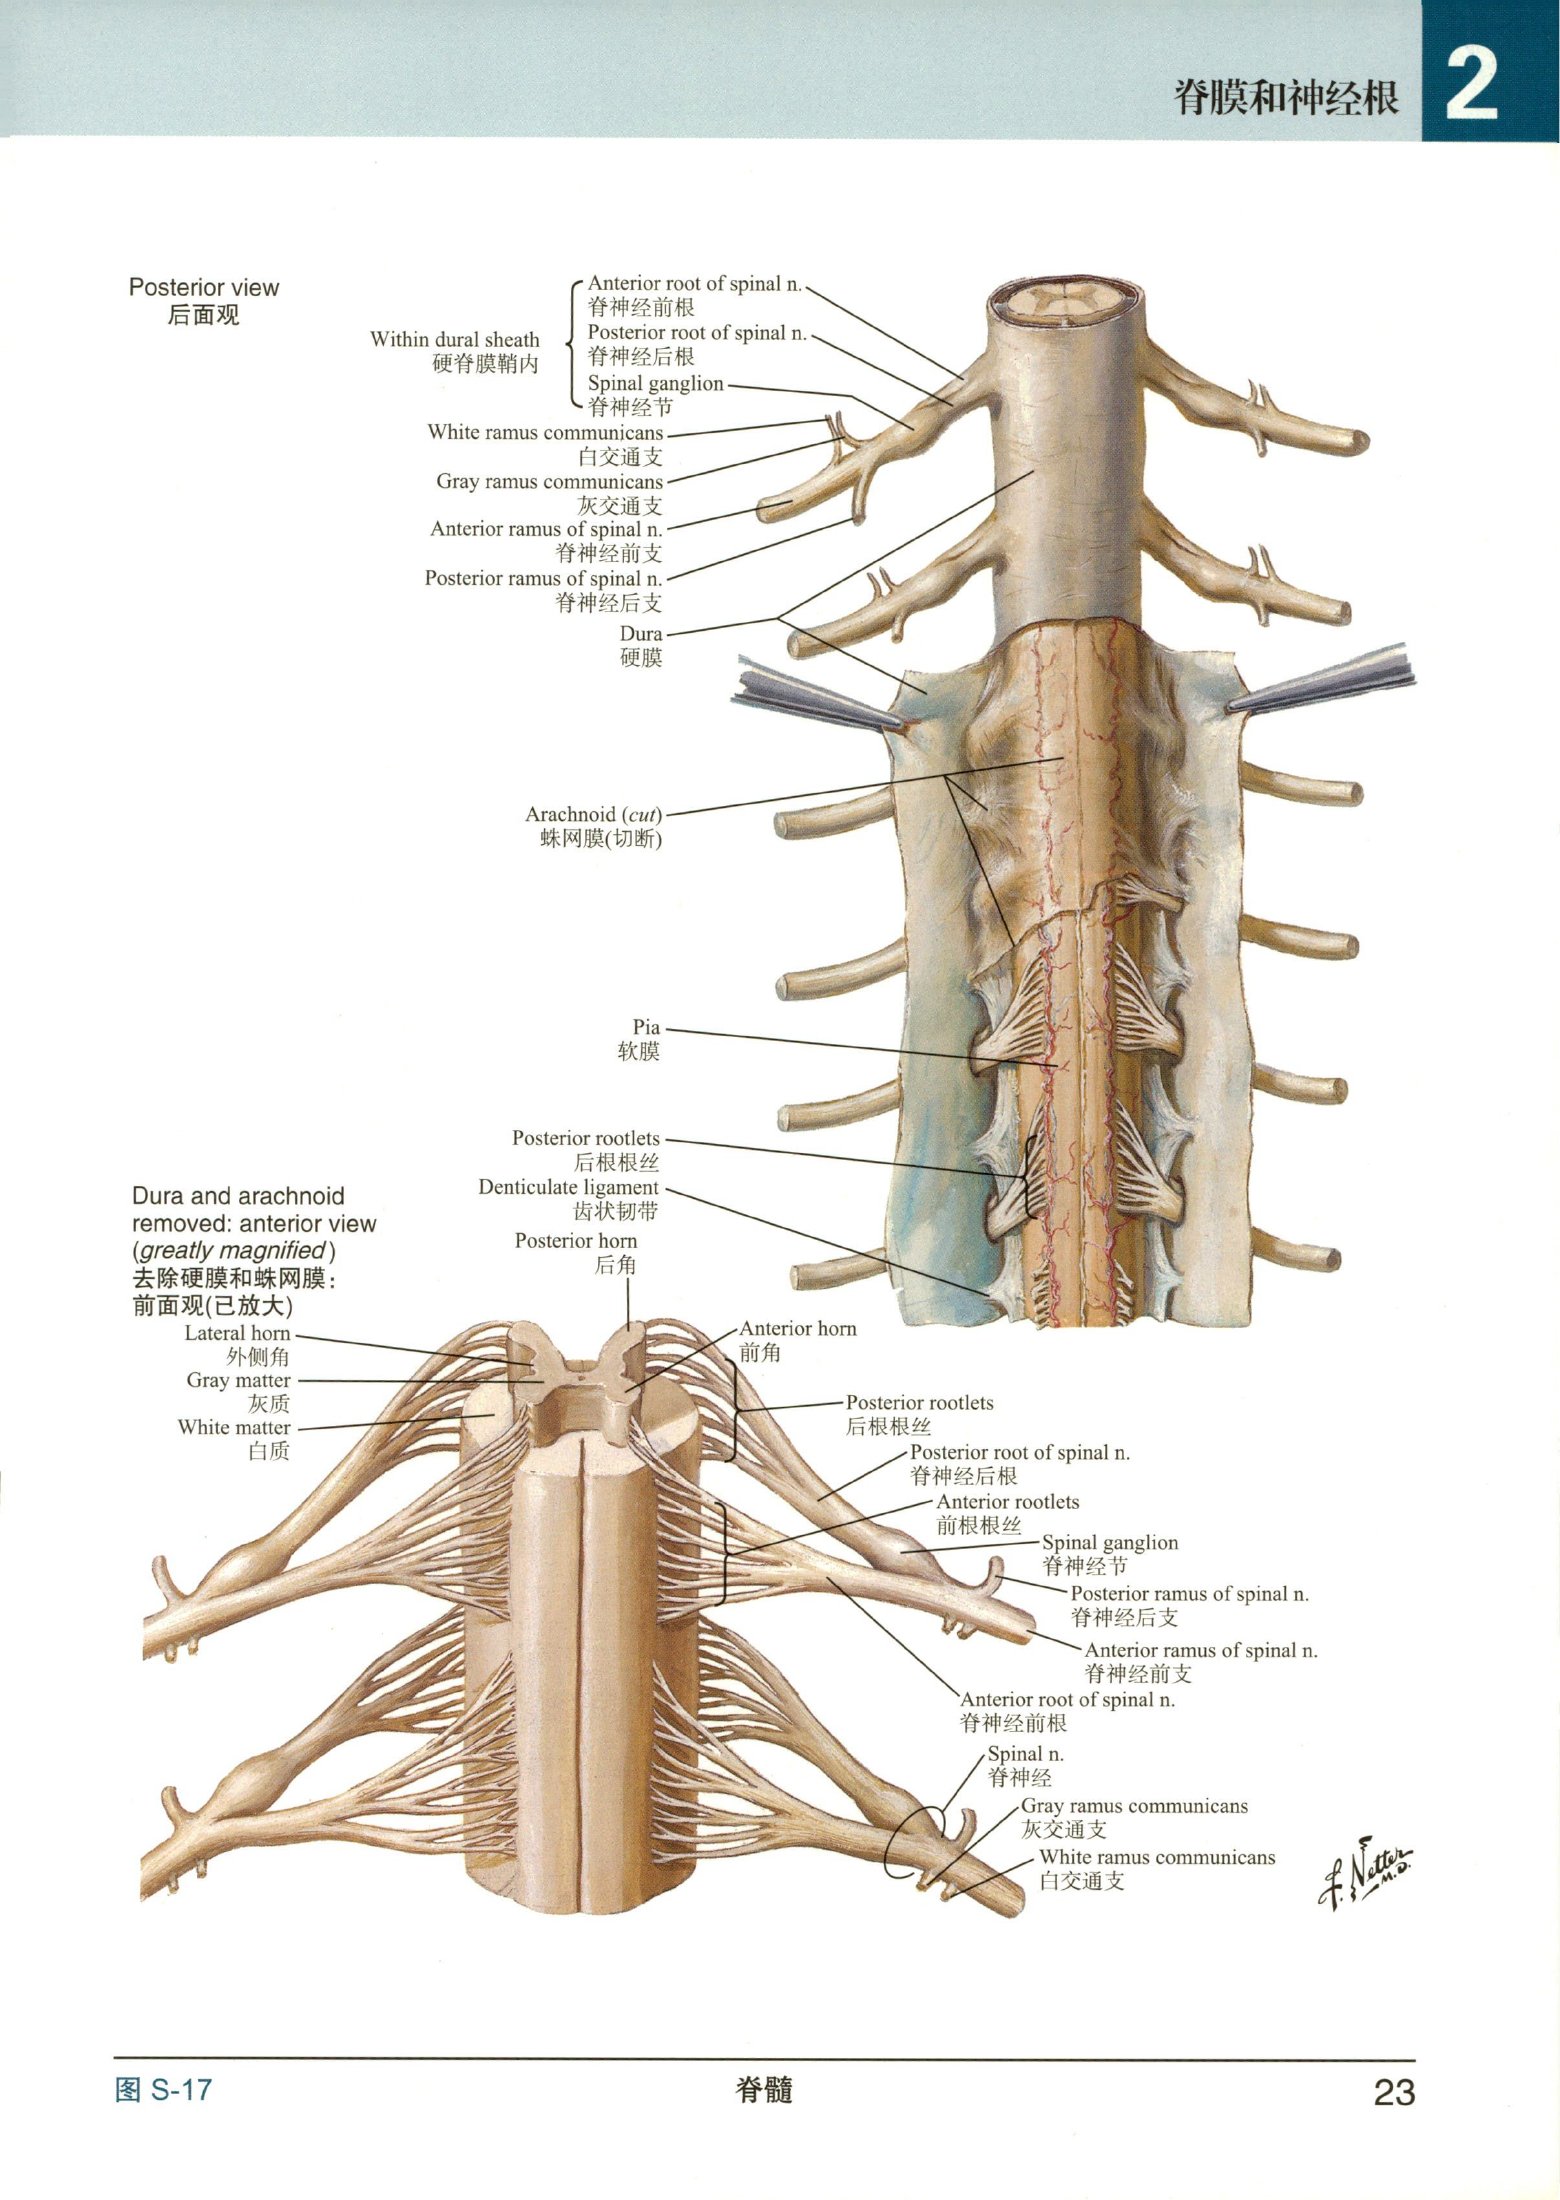 脊膜和神经根
2
Posterior view
后面观
Within dural sheath
硬脊膜鞘内
Anterior root of spinal n.
脊神经前根
Posterior root of spinal n.
脊神经后根
Spinal ganglion
脊神经节
White ramus communicans
白交通支
Gray ramus communicans
灰交通支
Anterior ramus of spinal n.
脊神经前支
Posterior ramus of spinal n.
脊神经后支
Dura
硬膜
Arachnoid (cut)
蛛网膜(切断)
Pia
软膜
Posterior rootlets
后根根丝
Denticulate ligament
齿状韧带
Dura and arachnoid
removed: anterior view
(greatly magnified)
去除硬膜和蛛网膜:
前面观(已放大)
Posterior horn
后角
Lateral horn
外侧角
Gray matter
灰质
White matter
白质
Anterior horn
前角
Posterior rootlets
后根根丝
Posterior root of spinal n.
脊神经后根
Anterior rootlets
前根根丝
Spinal ganglion
脊神经节
Posterior ramus of spinal n.
脊神经后支
Anterior ramus of spinal n.
脊神经前支
Anterior root of spinal n.
脊神经前根
Spinal n.
脊神经
Gray ramus communicans
灰交通支
White ramus communicans
白交通支
F. Netter
M.D.
图 S-17
脊髓
23